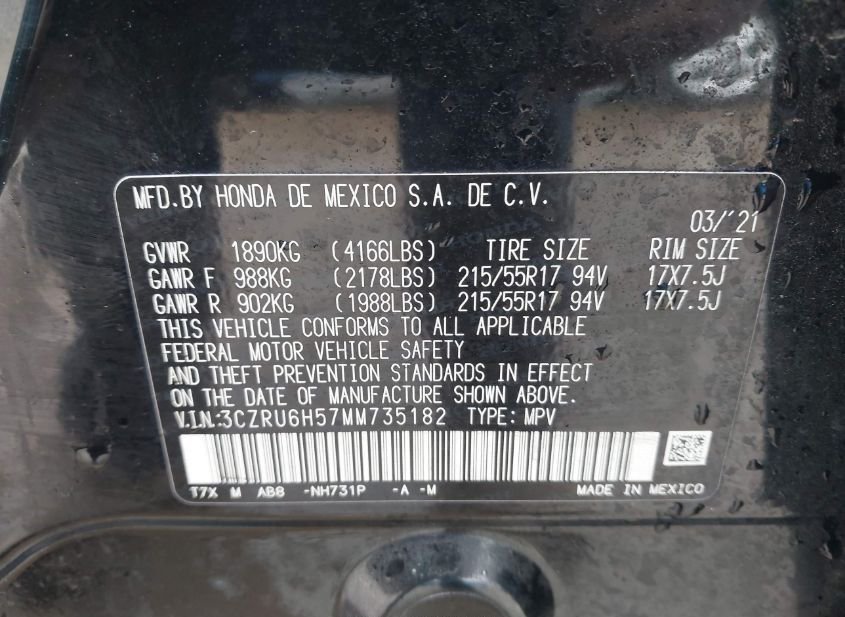 MFD.BY HONDA DE MEXICO S.A. DE C.V.
03/'21
GVWR 1890KG (4166LBS) TIRE SIZE RIM SIZE
GAWR F 988KG (2178LBS) 215/55R17 94V 17X7.5J
GAWR R 902KG (1988LBS) 215/55R17 94V 17X7.5J
THIS VEHICLE CONFORMS TO ALL APPLICABLE
FEDERAL MOTOR VEHICLE SAFETY
AND THEFT PREVENTION STANDARDS IN EFFECT
ON THE DATE OF MANUFACTURE SHOWN ABOVE.
V.I.N.:3CZRU6H57MM735182 TYPE: MPV
T7X M AB8 -NH731P -A -M MADE IN MEXICO